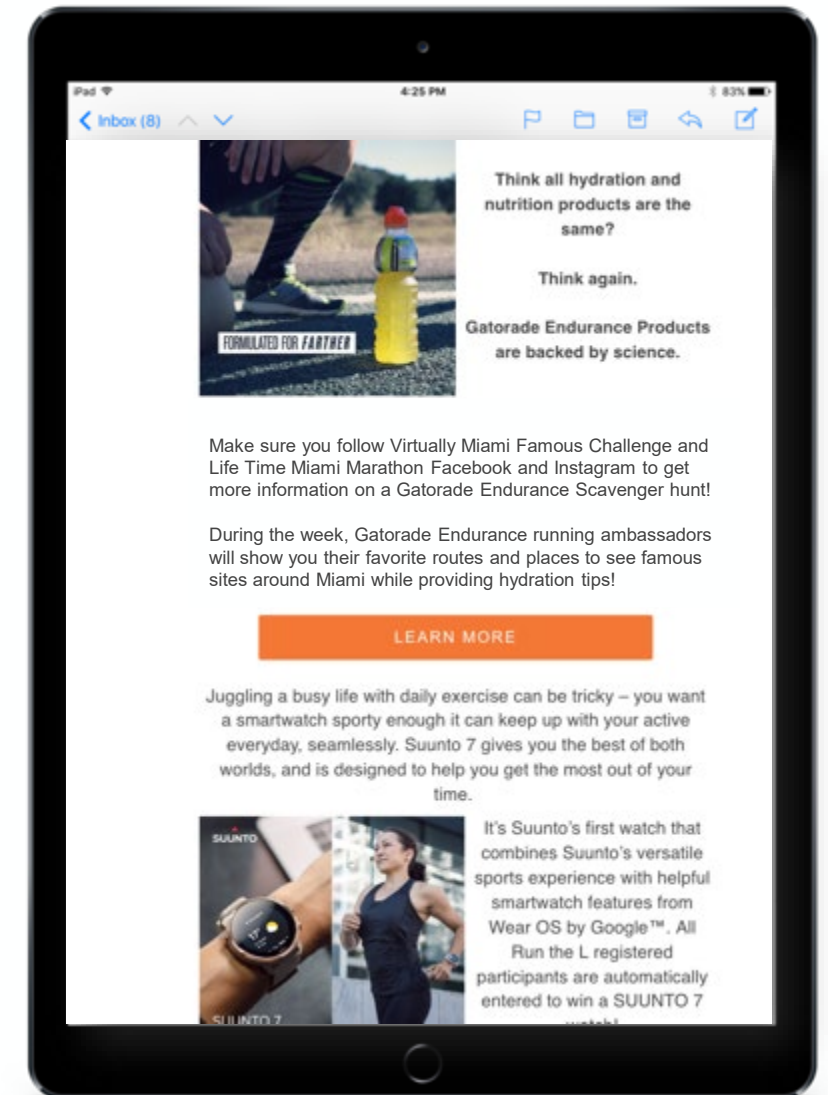 iPad
4:25 PM
83%
Inbox (8)
Think all hydration and
nutrition products are the
same?
Think again.
Gatorade Endurance Products
are backed by science.
FORMULATED FOR FARTHER
Make sure you follow Virtually Miami Famous Challenge and
Life Time Miami Marathon Facebook and Instagram to get
more information on a Gatorade Endurance Scavenger hunt!
During the week, Gatorade Endurance running ambassadors
will show you their favorite routes and places to see famous
sites around Miami while providing hydration tips!
LEARN MORE
Juggling a busy life with daily exercise can be tricky – you want
a smartwatch sporty enough it can keep up with your active
everyday, seamlessly. Suunto 7 gives you the best of both
worlds, and is designed to help you get the most out of your
time.
SUUNTO
SUUNTO 7
It's Suunto's first watch that
combines Suunto's versatile
sports experience with helpful
smartwatch features from
Wear OS by Google™. All
Run the L registered
participants are automatically
entered to win a SUUNTO 7
watch!